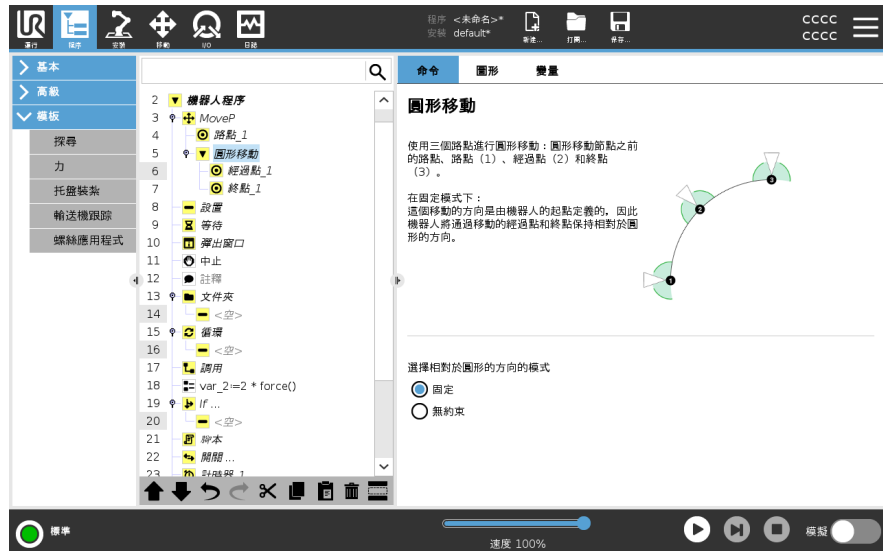 UR
運行
程序
安裝
移動
I/O
日誌
程序 <未命名>*
安裝 default*
新建...
打開...
保存...
CCCC
CCCC
基本
高級
模板
探尋
力
托盤裝紮
輸送機跟踪
螺絲應用程式
2 機器人程序
3 MoveP
4 路點_1
5 圓形移動
6 經過點_1
7 終點_1
8 設置
9 等待
10 彈出窗口
11 中止
12 註釋
13 文件夾
14 <空>
15 循環
16 <空>
17 調用
18 var_2:=2 * force()
19 If ...
20 <空>
21 腳本
22 開關 ...
23 計時器_1
命令 圖形 變量
圓形移動
使用三個路點進行圓形移動：圓形移動節點之前
的路點、路點（1）、經過點（2）和終點
（3）。
在固定模式下：
這個移動的方向是由機器人的起點定義的，因此
機器人將通過移動的經過點和終點保持相對於圓
形的方向。
1
2
3
選擇相對於圓形的方向的模式
固定
無約束
標準
速度 100%
模擬